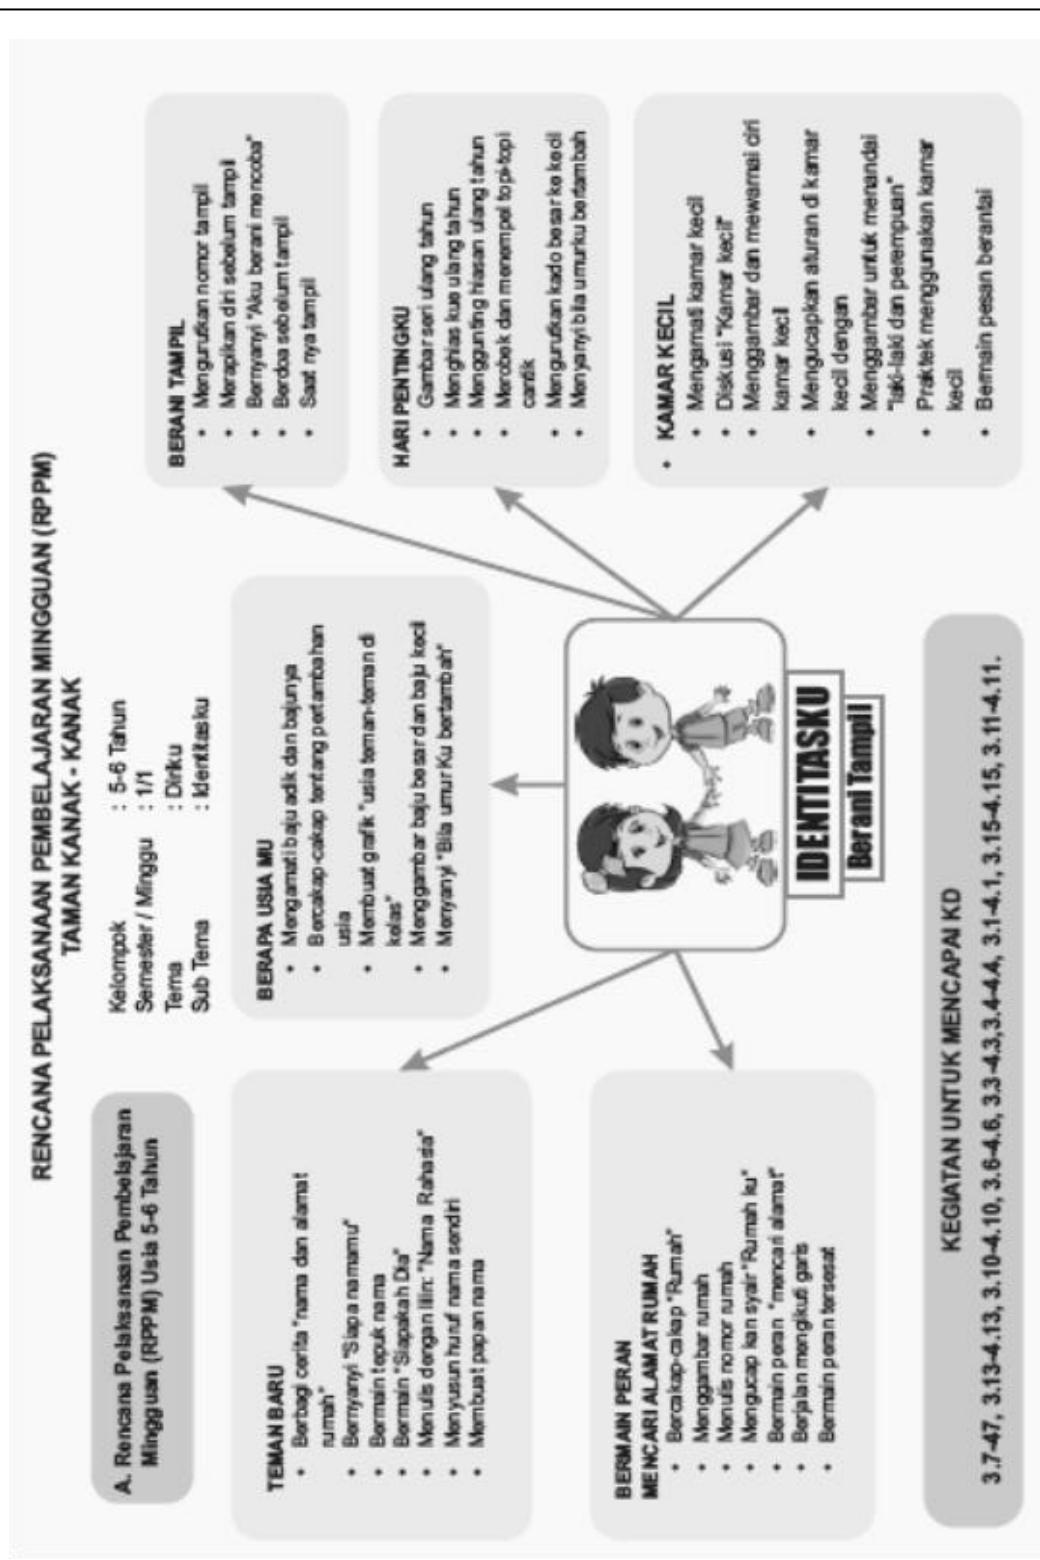 RENCANA PELAKSANAAN PEMBELAJARAN MINGGUAN (RPPM)
TAMAN KANAK - KANAK
A. Rencana Pelaksanaan Pembelajaran
Mingguan (RPPM) Usia 5-6 Tahun
Kelompok : 5-6 Tahun
Semester / Minggu : 1/1
Tema : Diriku
Sub Tema : Identitasku
TEMAN BARU
• Berbagi cerita "nama dan alamat
rumah"
• Bernyanyi "Siapa namamu"
• Bermain tepuk nama
• Bermain "Siapakah Dia"
• Menulis dengan lilin: "Nama Rahasia"
• Menyusun huruf nama sendiri
• Membuat papan nama
BERAPA USIA MU
• Mengamati baju adik dan bajunya
• Bercakap-cakap tentang pertambahan
usia
• Membuat grafik "usia teman-teman di
kelas"
• Menggambar baju besar dan baju kecil
• Menyanyi "Bila umur Ku bertambah"
BERANI TAMPIL
• Mengurutkan nomor tampil
• Merapikan diri sebelum tampil
• Bernyanyi "Aku berani mencoba"
• Berdoa sebelum tampil
• Saat nya tampil
HARI PENTINGKU
• Gambar seri ulang tahun
• Menghias kue ulang tahun
• Menggunting hiasan ulang tahun
• Merobek dan menempel topi-topi
cantik
• Mengurutkan kado besar ke kecil
• Menyanyi bila umurku bertambah
• KAMAR KECIL
• Mengamati kamar kecil
• Diskusi "Kamar kecil"
• Menggambar dan mewarnai ciri
kamar kecil
• Mengucapkan aturan di kamar
kecil dengan
• Menggambar untuk menandai
"laki-laki dan perempuan"
• Praktek menggunakan kamar
kecil
• Bermain pesan berantai
BERMAIN PERAN
MENCARI ALAMAT RUMAH
• Bercakap-cakap "Rumah"
• Menggambar rumah
• Menulis nomor rumah
• Mengucap kan syair "Rumah ku"
• Bermain peran "mencari alamat"
• Berjalan mengikuti garis
• Bermain peran tersesat
IDENTITASKU
Berani Tampil
KEGIATAN UNTUK MENCAPAI KD
3.7-47, 3.13-4.13, 3.10-4.10, 3.6-4.6, 3.3-4.3,3.4-4.4, 3.1-4.1, 3.15-4.15, 3.11-4.11.